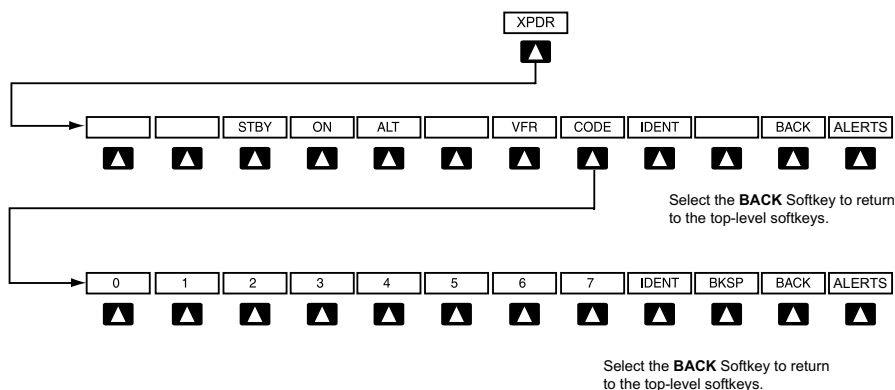 XPDR
STBY ON ALT VFR CODE IDENT BACK ALERTS
Select the BACK Softkey to return
to the top-level softkeys.
0 1 2 3 4 5 6 7 IDENT BKSP BACK ALERTS
Select the BACK Softkey to return
to the top-level softkeys.